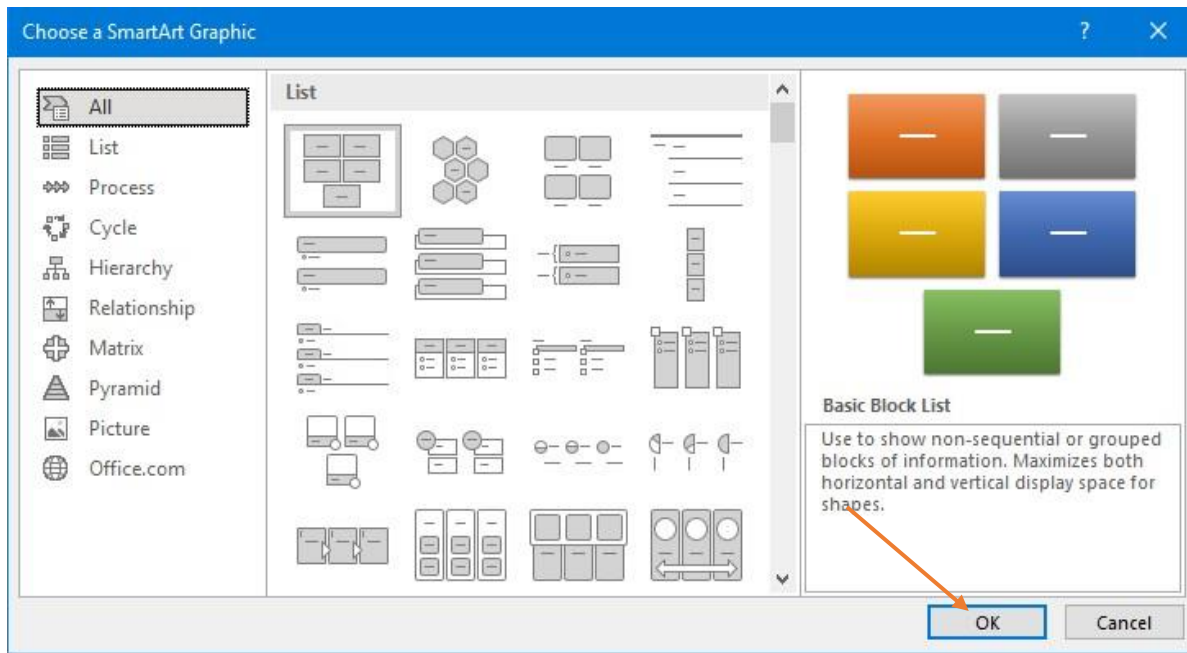 Choose a SmartArt Graphic
?
All
List
Process
Cycle
Hierarchy
Relationship
Matrix
Pyramid
Picture
Office.com
List
Basic Block List
Use to show non-sequential or grouped
blocks of information. Maximizes both
horizontal and vertical display space for
shapes.
OK
Cancel